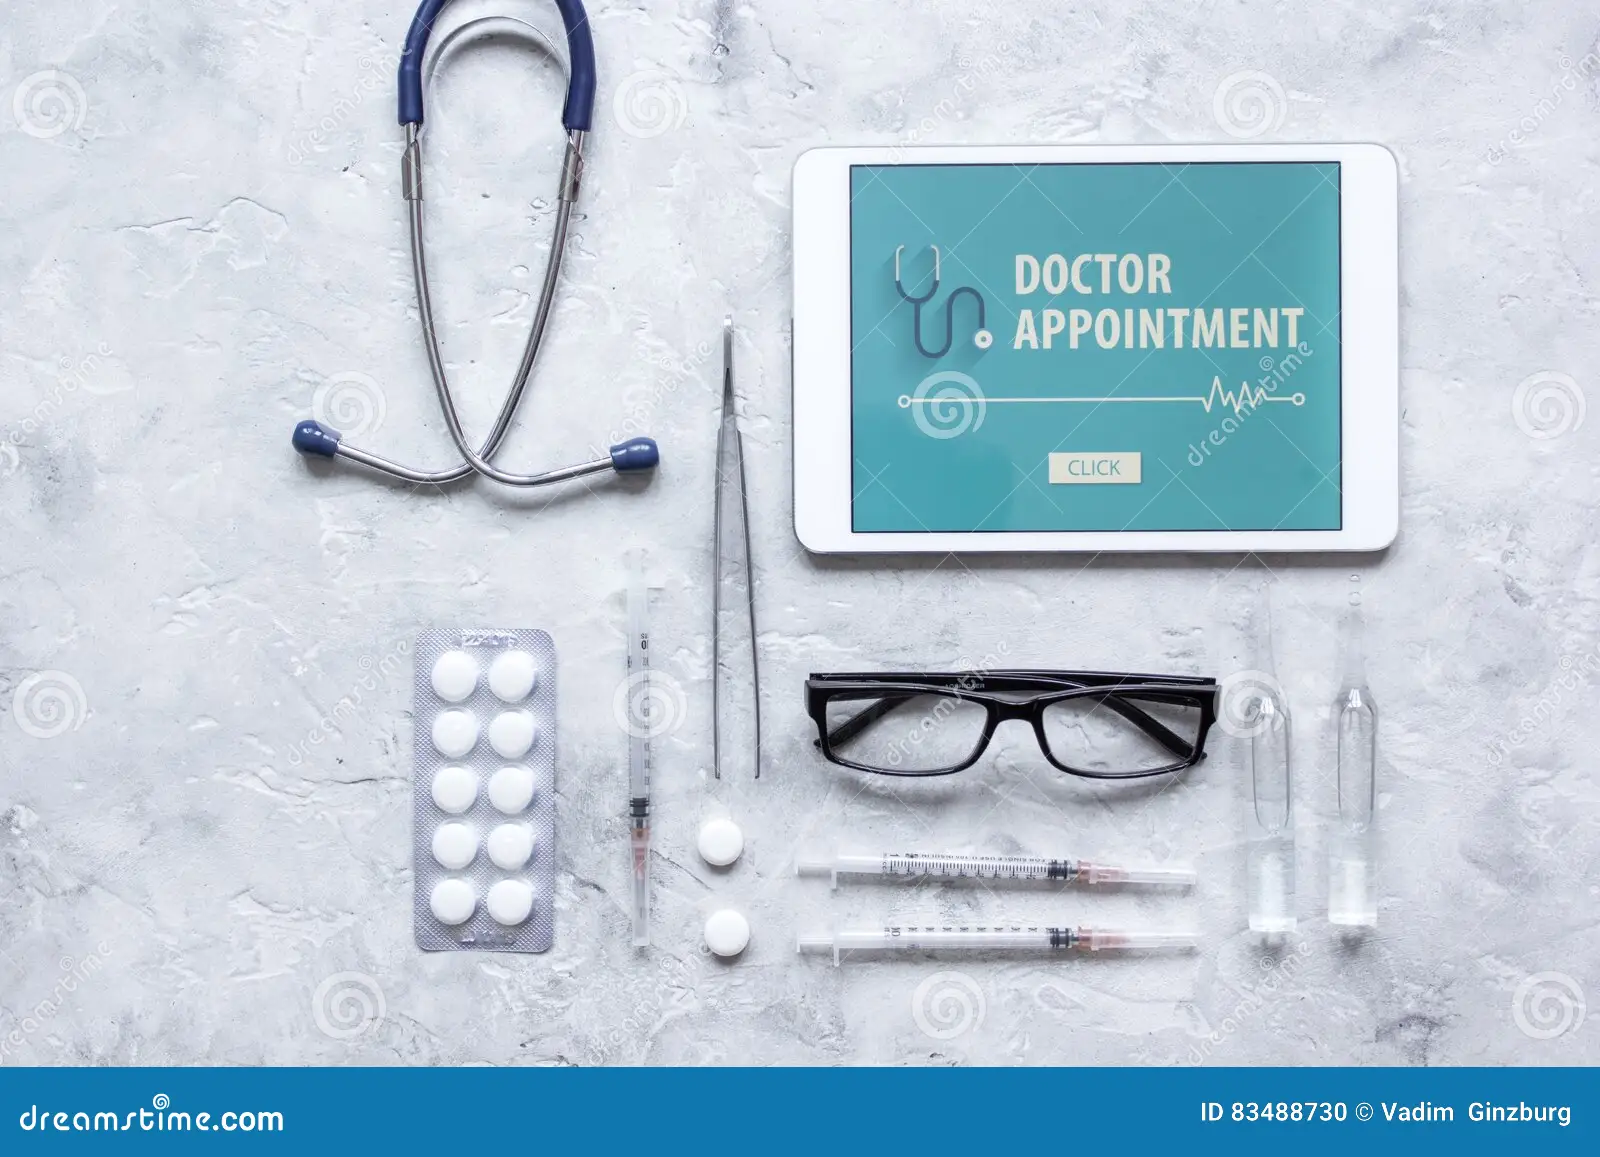 DOCTOR
APPOINTMENT
CLICK
dreamstime.com
ID 83488730 © Vadim Ginzburg